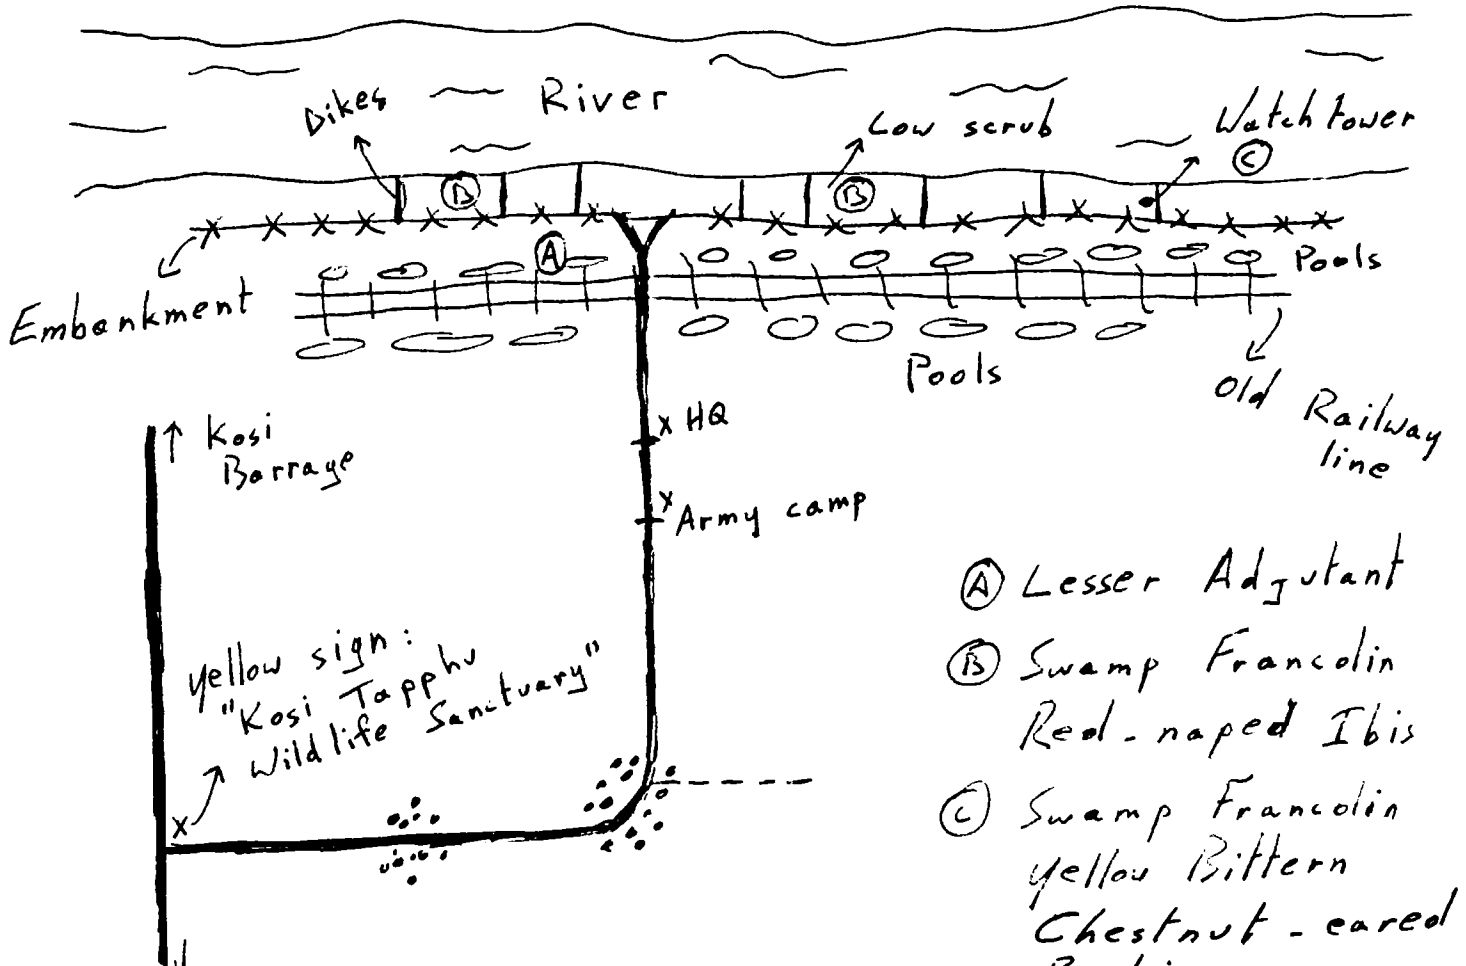 River
Dikes
Low scrub
Watch tower
C
B
B
A
Pools
Embankment
Pools
Old Railway
line
HQ
Kosi
Barrage
Army camp
Yellow sign:
"Kosi Tapphu
Wildlife Sanctuary"
A Lesser Adjutant
B Swamp Francolin
Red-naped Ibis
C Swamp Francolin
Yellow Bittern
Chestnut-eared